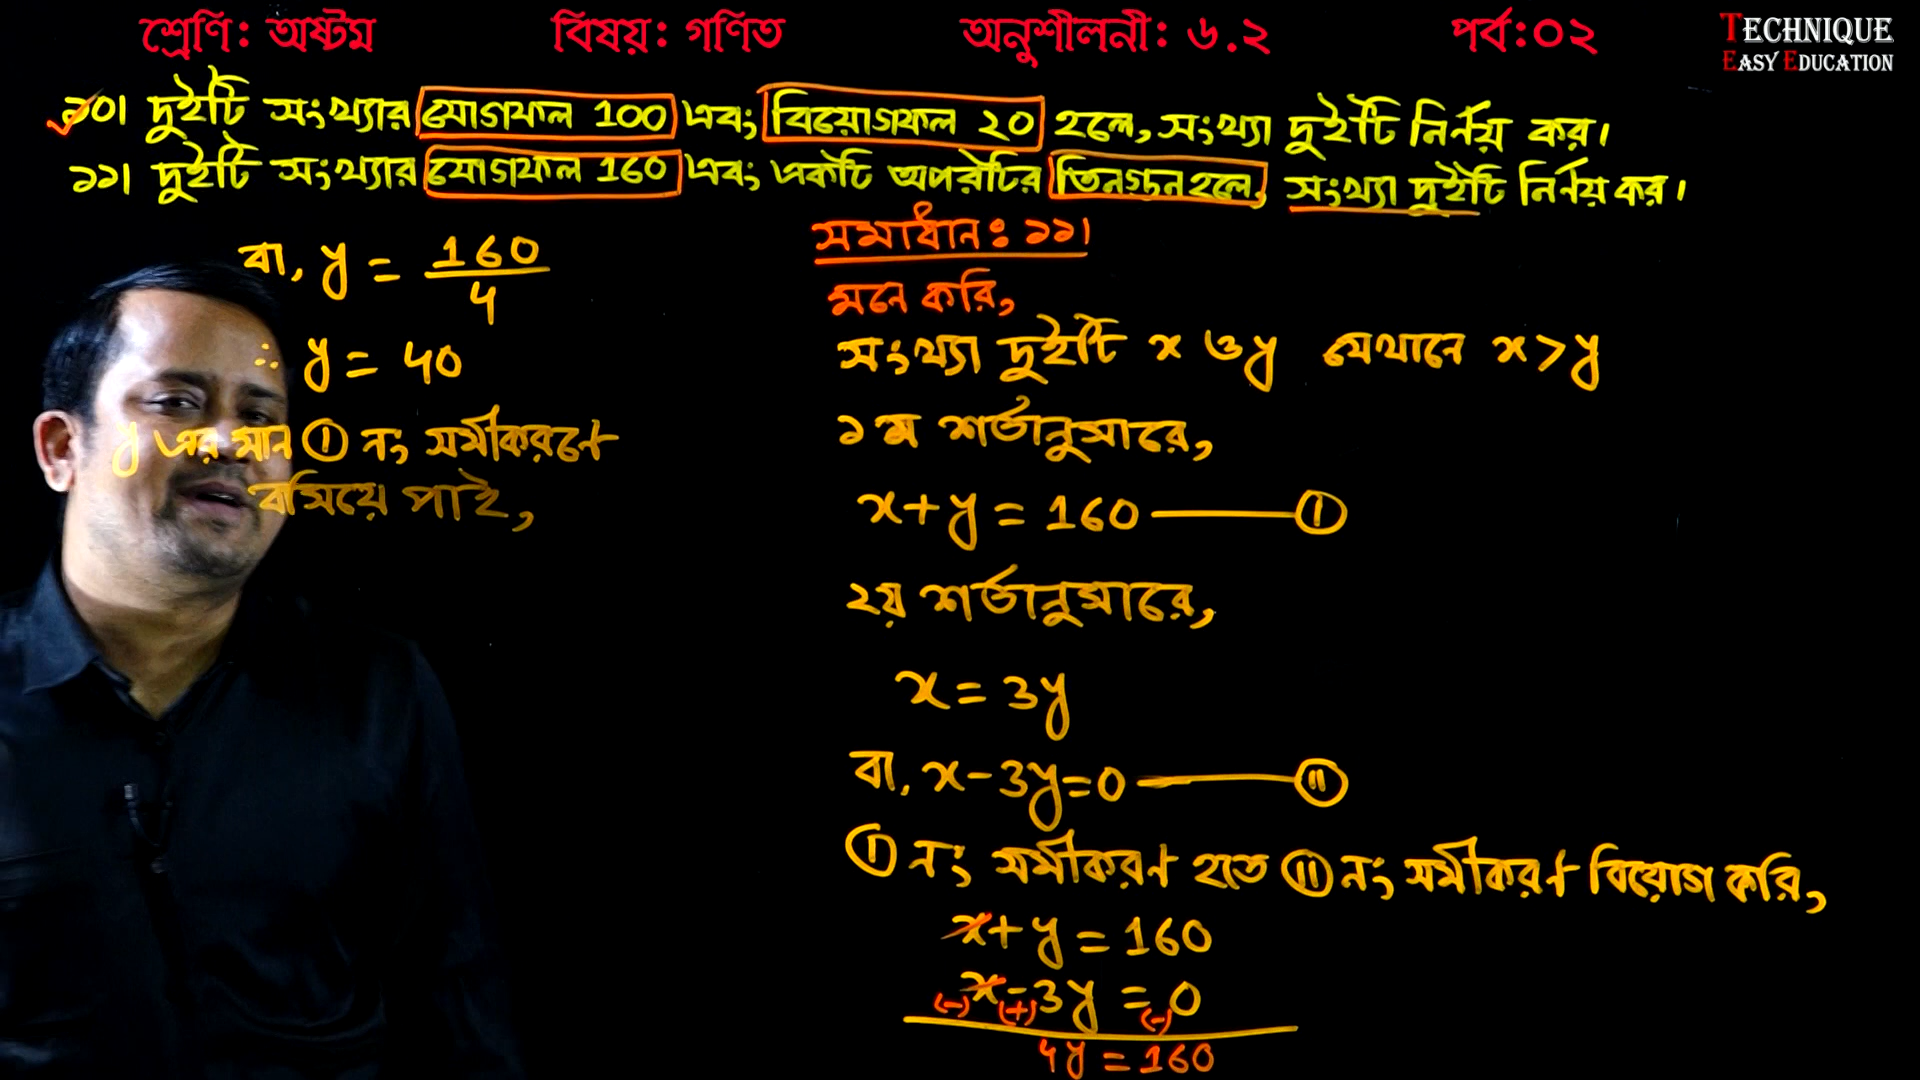 শ্রেণি: অষ্টম বিষয়: গণিত অনুশীলনী: ৬.২ পর্ব:০২
TECHNIQUE
EASY EDUCATION
১০। দুইটি সংখ্যার যোগফল 100 এবং বিয়োগফল ২০ হলে, সংখ্যা দুইটি নির্ণয় কর।
১১। দুইটি সংখ্যার যোগফল 160 এবং একটি অপরটির তিনগুন হলে, সংখ্যা দুইটি নির্ণয় কর।
বা, y = 160/4
∴ y = 40
y এর মান ① নং সমীকরণে
বসিয়ে পাই,
সমাধান: ১১।
মনে করি,
সংখ্যা দুইটি x ও y যেখানে x > y
১ম শর্তানুসারে,
x + y = 160 —— ①
২য় শর্তানুসারে,
x = 3y
বা, x - 3y = 0 —— ⑪
① নং সমীকরণ হতে ⑪ নং সমীকরণ বিয়োগ করি,
x + y = 160
x - 3y = 0
(-) (+) (-)
4y = 160